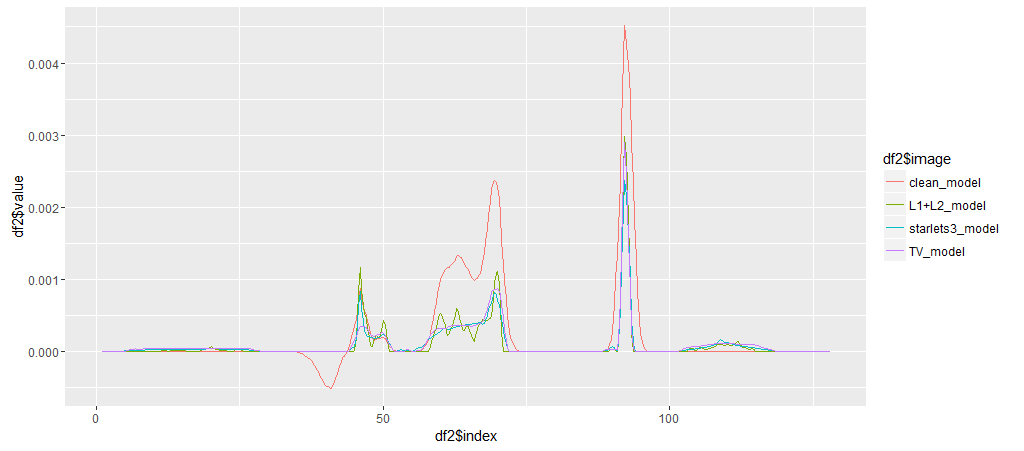 df2$value
0.004
0.003
0.002
0.001
0.000
0
50
100
df2$index
df2$image
clean_model
L1+L2_model
starlets3_model
TV_model